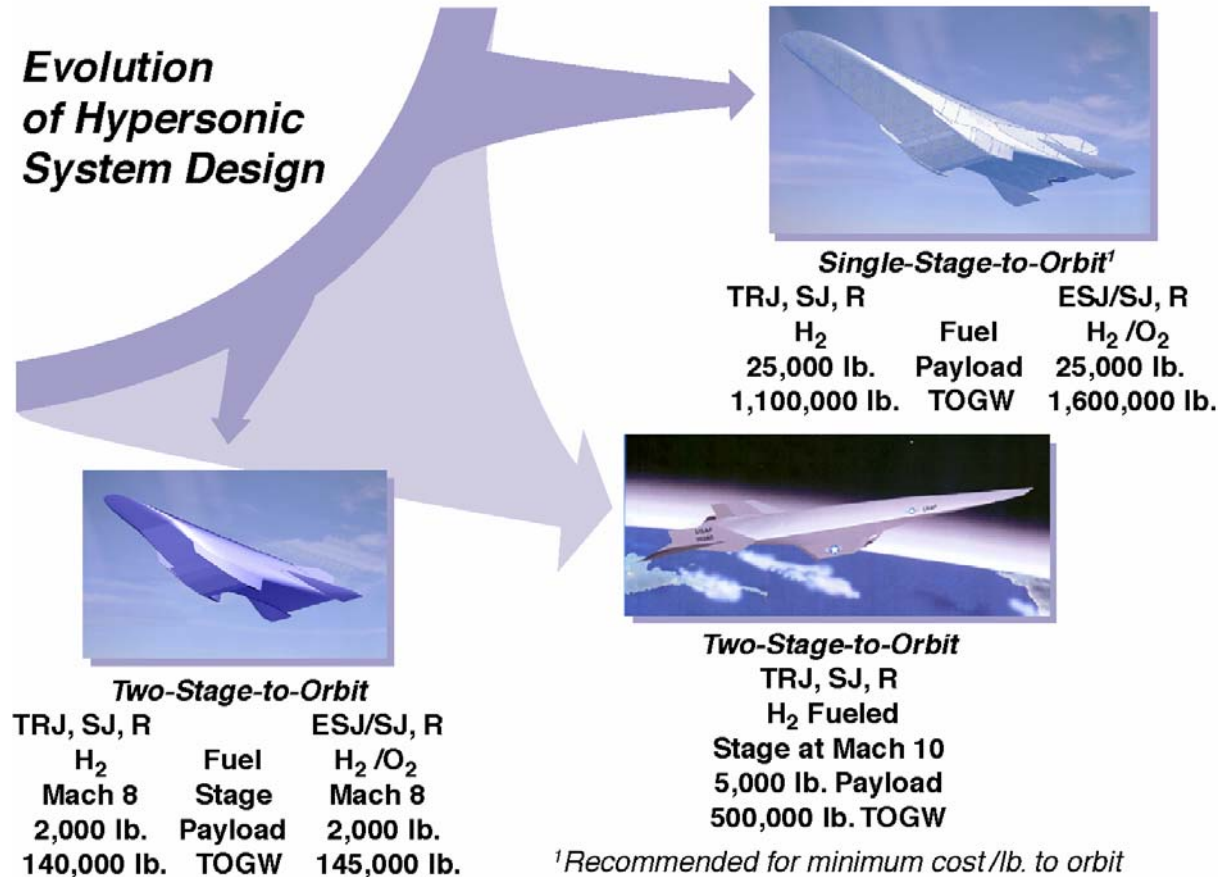 Evolution
of Hypersonic
System Design
Single-Stage-to-Orbit¹
TRJ, SJ, R ESJ/SJ, R
H₂ Fuel H₂ /O₂
25,000 lb. Payload 25,000 lb.
1,100,000 lb. TOGW 1,600,000 lb.
Two-Stage-to-Orbit
TRJ, SJ, R ESJ/SJ, R
H₂ Fuel H₂ /O₂
Mach 8 Stage Mach 8
2,000 lb. Payload 2,000 lb.
140,000 lb. TOGW 145,000 lb.
USAF
USAF
Two-Stage-to-Orbit
TRJ, SJ, R
H₂ Fueled
Stage at Mach 10
5,000 lb. Payload
500,000 lb. TOGW
¹Recommended for minimum cost/lb. to orbit